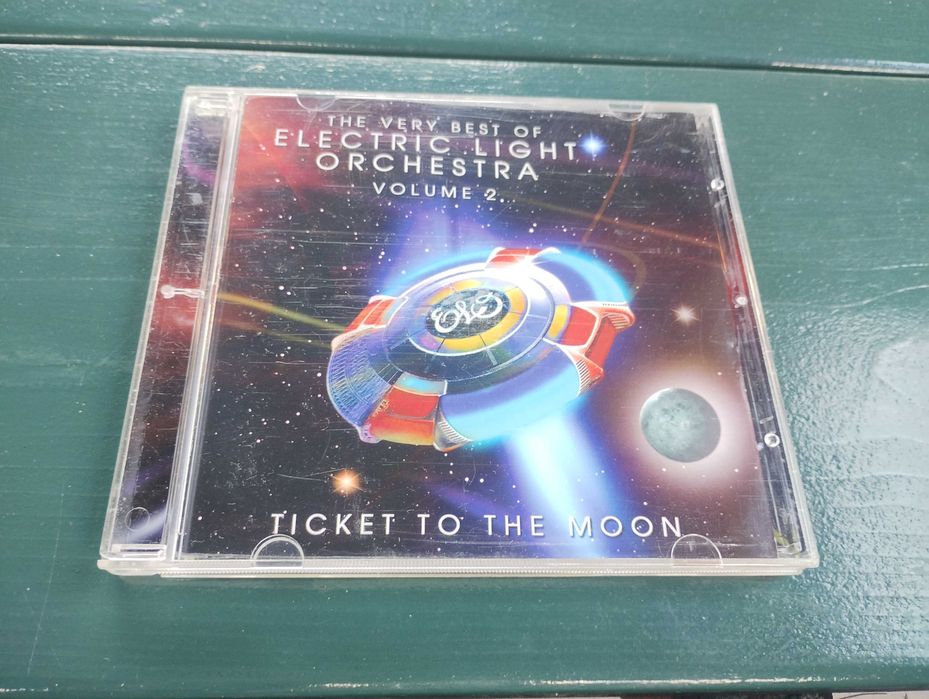 THE VERY BEST OF
ELECTRIC LIGHT
ORCHESTRA
VOLUME 2
ELO
TICKET TO THE MOON